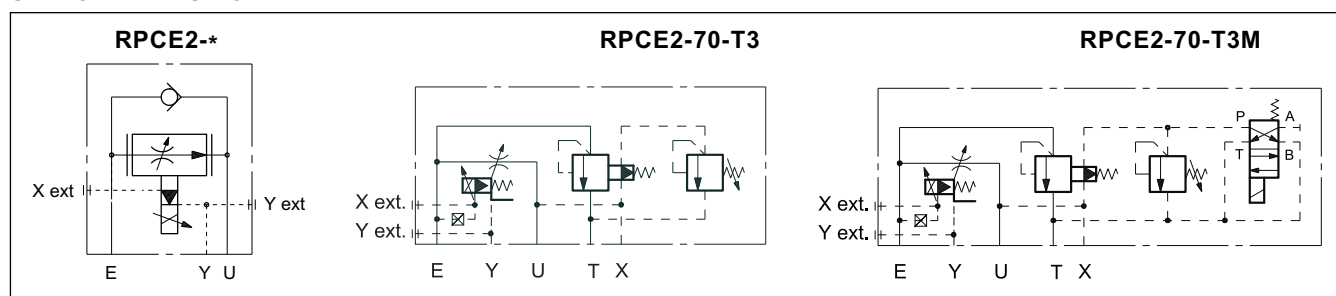 RPCE2-*
X ext
Y ext
E
Y
U
RPCE2-70-T3
X ext.
Y ext.
E
Y
U
T
X
RPCE2-70-T3M
P
A
T
B
X ext.
Y ext.
E
Y
U
T
X